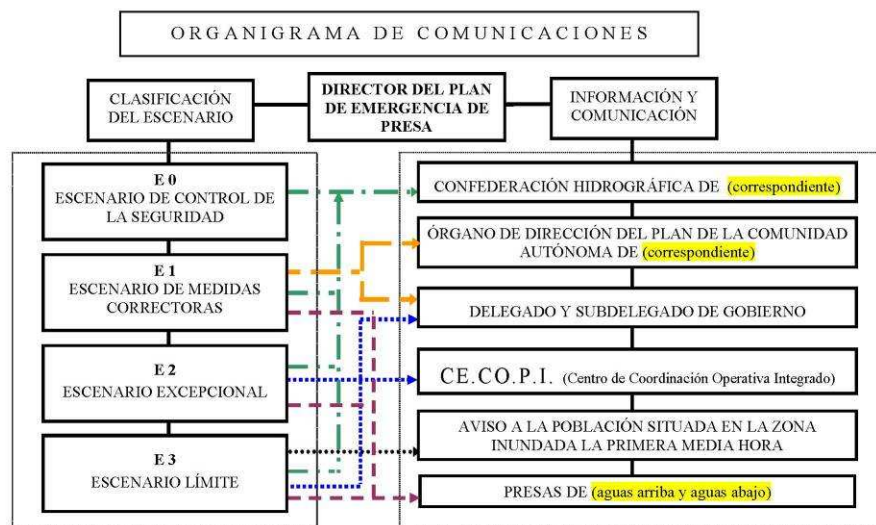 ORGANIGRAMA DE COMUNICACIONES
CLASIFICACIÓN
DEL ESCENARIO
DIRECTOR DEL PLAN
DE EMERGENCIA DE
PRESA
INFORMACIÓN Y
COMUNICACIÓN
E 0
ESCENARIO DE CONTROL DE
LA SEGURIDAD
E 1
ESCENARIO DE MEDIDAS
CORRECTORAS
E 2
ESCENARIO EXCEPCIONAL
E 3
ESCENARIO LÍMITE
CONFEDERACIÓN HIDROGRÁFICA DE (correspondiente)
ÓRGANO DE DIRECCIÓN DEL PLAN DE LA COMUNIDAD
AUTÓNOMA DE (correspondiente)
DELEGADO Y SUBDELEGADO DE GOBIERNO
CE.CO.P.I. (Centro de Coordinación Operativa Integrado)
AVISO A LA POBLACIÓN SITUADA EN LA ZONA
INUNDADA LA PRIMERA MEDIA HORA
PRESAS DE (aguas arriba y aguas abajo)